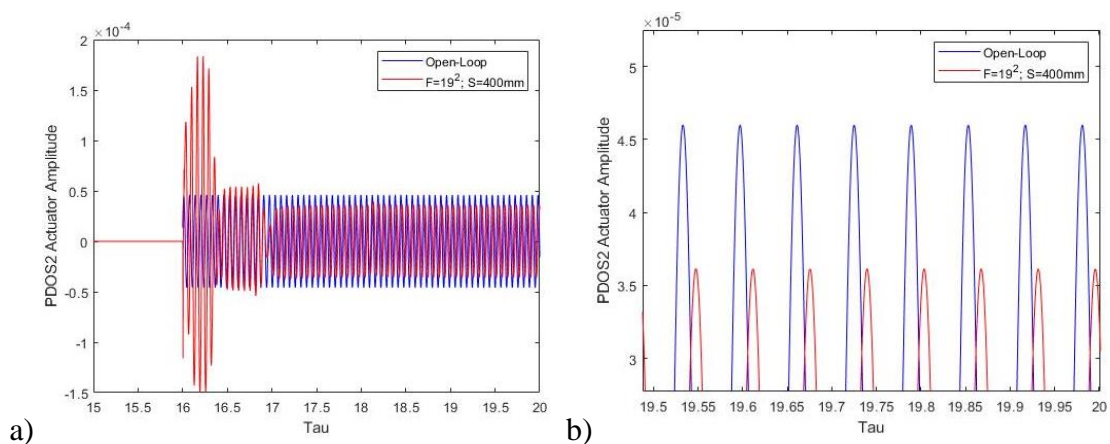 ×10⁻⁴
2
1.5
1
0.5
0
-0.5
-1
-1.5
15 15.5 16 16.5 17 17.5 18 18.5 19 19.5 20
Tau
PDOS2 Actuator Amplitude
Open-Loop
F=19²; S=400mm
a)
×10⁻⁵
5
4.5
4
3.5
3
19.5 19.55 19.6 19.65 19.7 19.75 19.8 19.85 19.9 19.95 20
Tau
PDOS2 Actuator Amplitude
Open-Loop
F=19²; S=400mm
b)